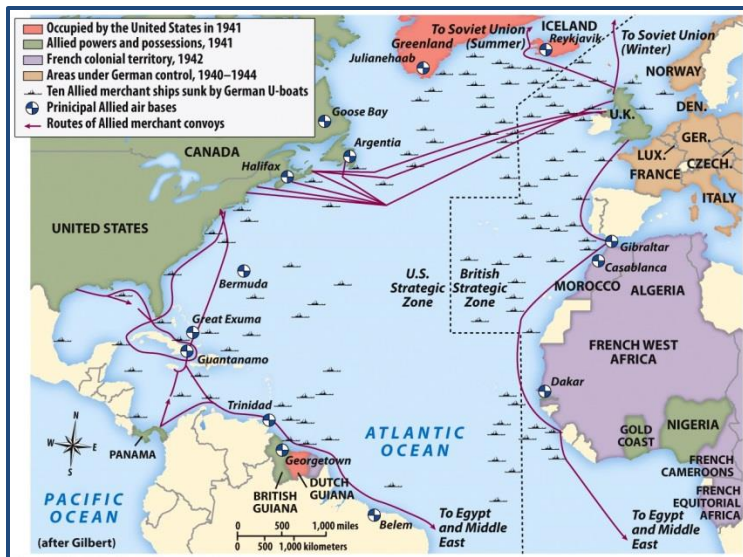 Occupied by the United States in 1941
Allied powers and possessions, 1941
French colonial territory, 1942
Areas under German control, 1940–1944
Ten Allied merchant ships sunk by German U-boats
Prinicipal Allied air bases
Routes of Allied merchant convoys
To Soviet Union
(Summer)
ICELAND
Reykjavik
Greenland
Julianehaab
To Soviet Union
(Winter)
NORWAY
DEN.
U.K.
GER.
LUX.
CZECH.
FRANCE
ITALY
Goose Bay
Argentia
CANADA
Halifax
UNITED STATES
Bermuda
U.S.
Strategic
Zone
British
Strategic
Zone
Gibraltar
Casablanca
MOROCCO
ALGERIA
Great Exuma
Guantanamo
FRENCH WEST
AFRICA
Dakar
Trinidad
ATLANTIC
OCEAN
GOLD
COAST
NIGERIA
N
W
E
S
PANAMA
Georgetown
DUTCH
GUIANA
BRITISH
GUIANA
FRENCH
CAMEROONS
FRENCH
EQUITORIAL
AFRICA
PACIFIC
OCEAN
(after Gilbert)
0 500 1,000 miles
0 500 1,000 kilometers
Belem
To Egypt
and Middle
East
To Egypt
and Middle
East